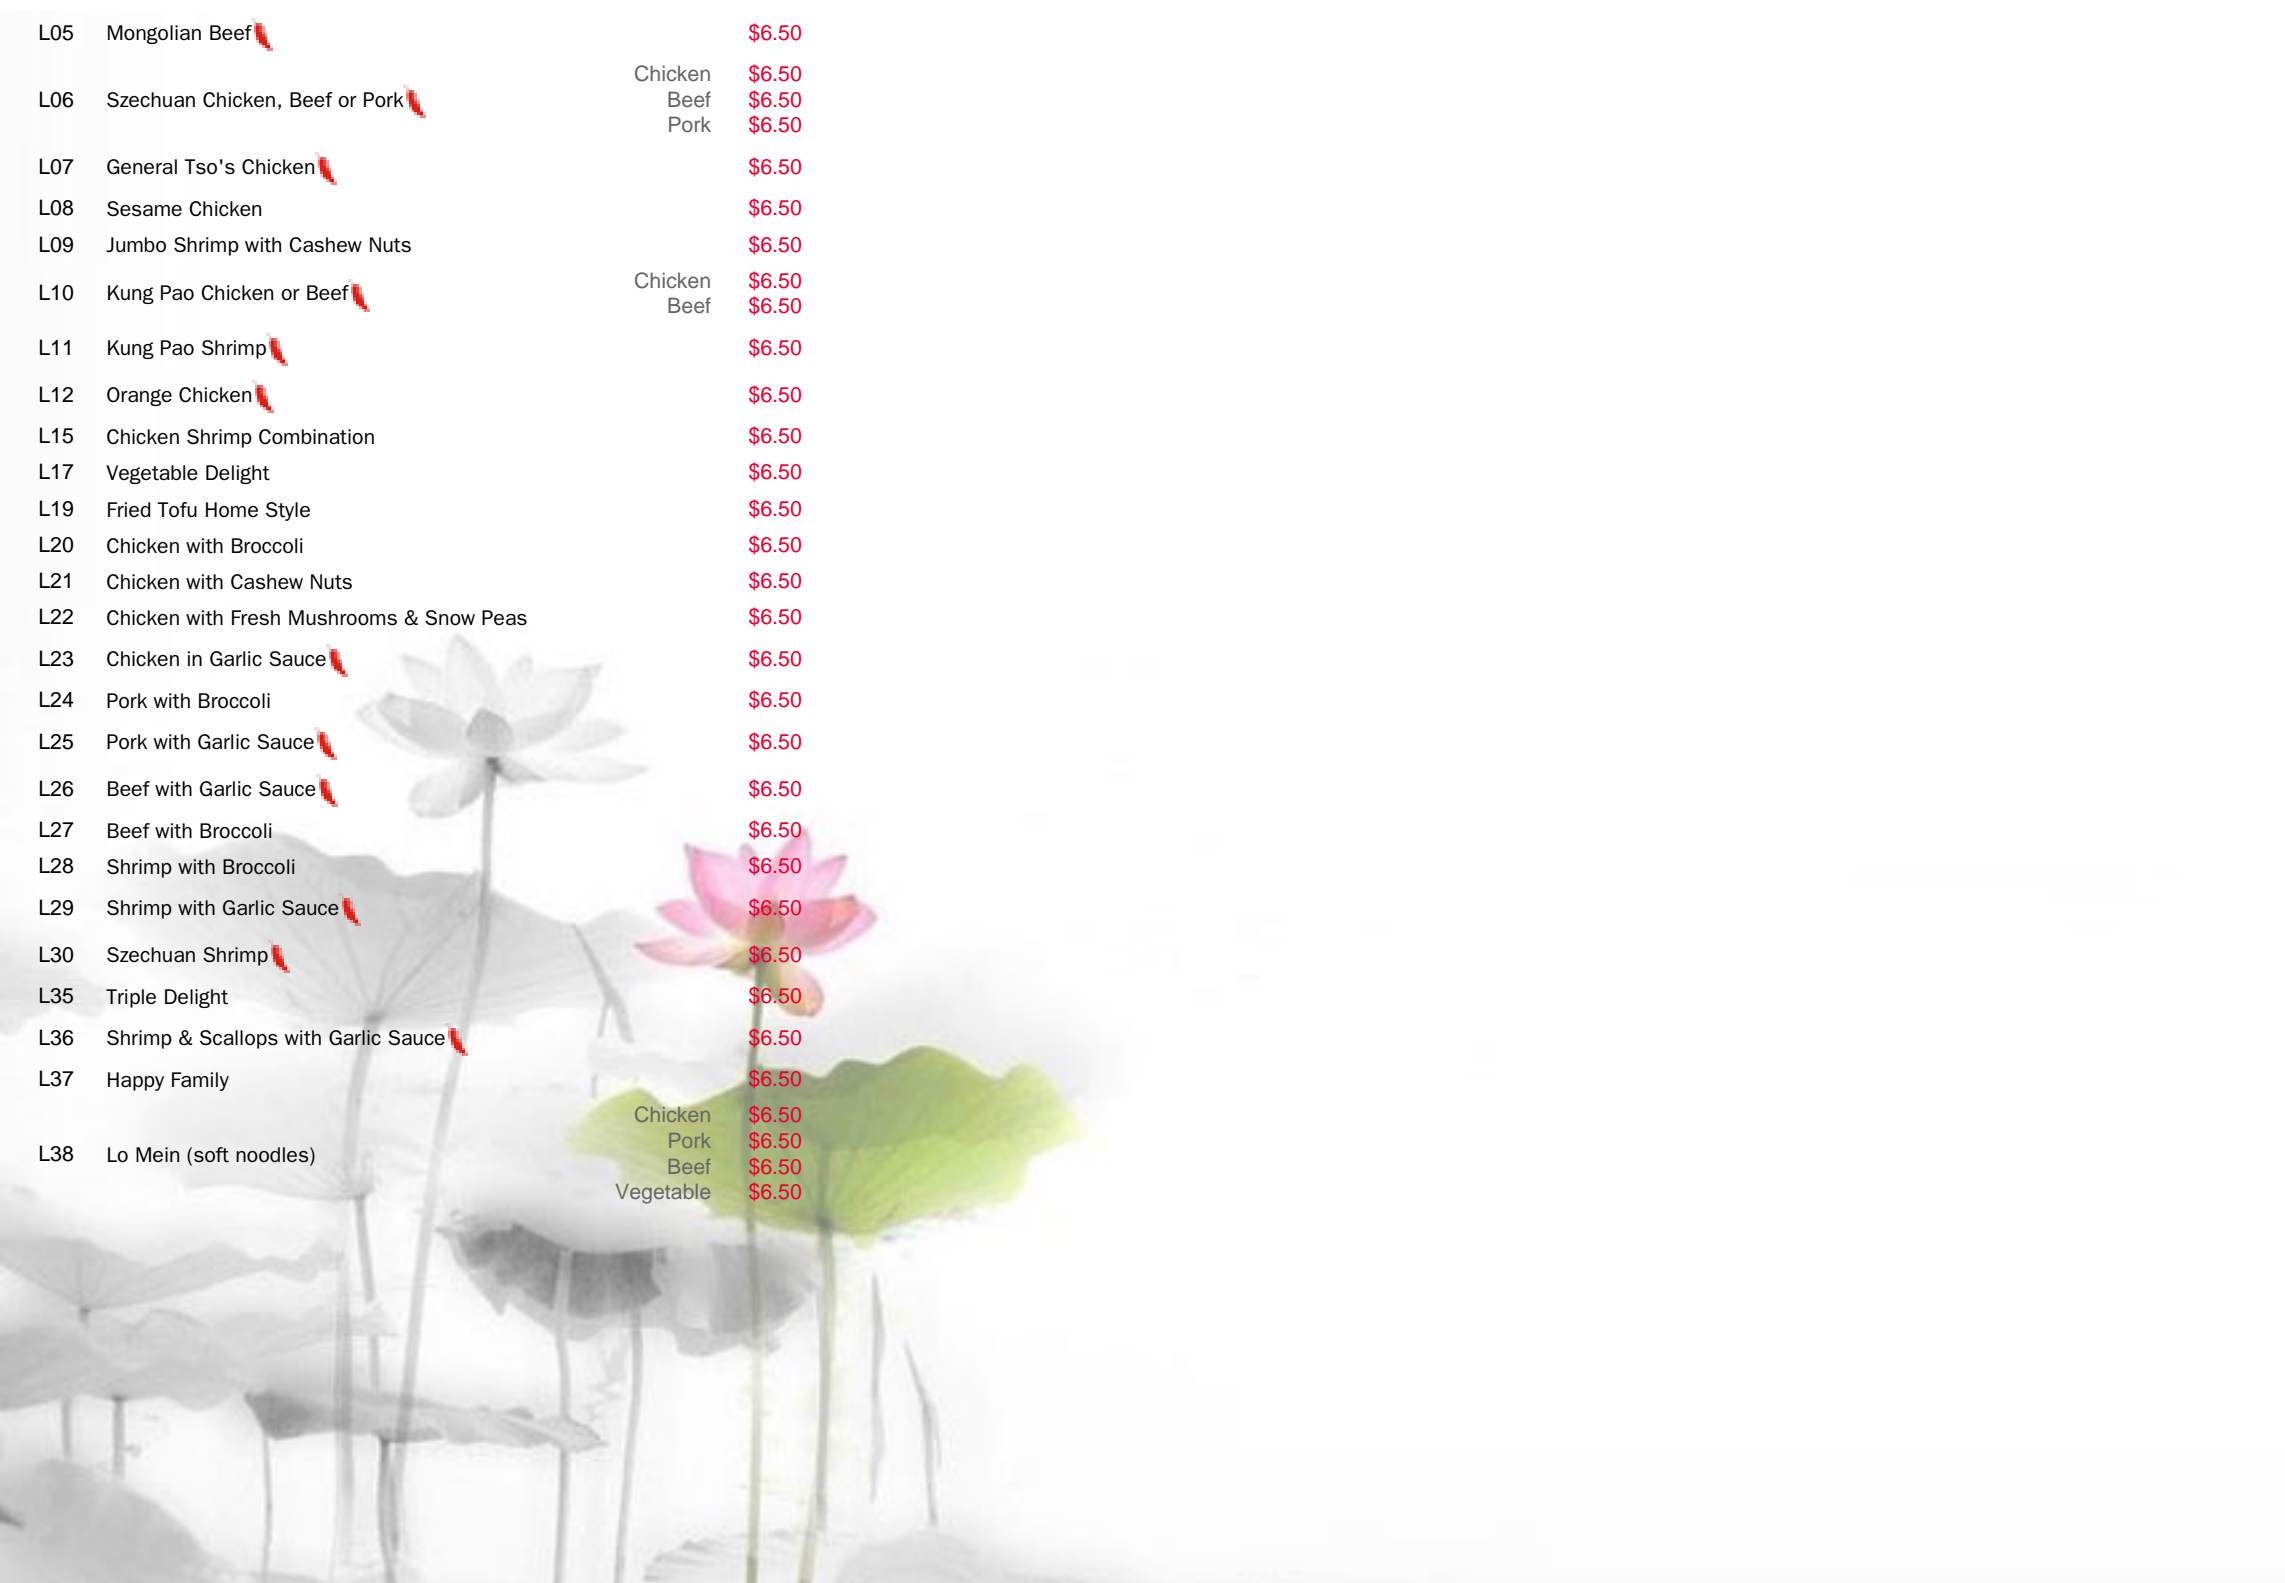 L05 Mongolian Beef $6.50
Chicken $6.50
L06 Szechuan Chicken, Beef or Pork Beef $6.50
Pork $6.50
L07 General Tso's Chicken $6.50
L08 Sesame Chicken $6.50
L09 Jumbo Shrimp with Cashew Nuts $6.50
L10 Kung Pao Chicken or Beef Chicken $6.50
Beef $6.50
L11 Kung Pao Shrimp $6.50
L12 Orange Chicken $6.50
L15 Chicken Shrimp Combination $6.50
L17 Vegetable Delight $6.50
L19 Fried Tofu Home Style $6.50
L20 Chicken with Broccoli $6.50
L21 Chicken with Cashew Nuts $6.50
L22 Chicken with Fresh Mushrooms & Snow Peas $6.50
L23 Chicken in Garlic Sauce $6.50
L24 Pork with Broccoli $6.50
L25 Pork with Garlic Sauce $6.50
L26 Beef with Garlic Sauce $6.50
L27 Beef with Broccoli $6.50
L28 Shrimp with Broccoli $6.50
L29 Shrimp with Garlic Sauce $6.50
L30 Szechuan Shrimp $6.50
L35 Triple Delight $6.50
L36 Shrimp & Scallops with Garlic Sauce $6.50
L37 Happy Family $6.50
L38 Lo Mein (soft noodles) Chicken $6.50
Pork $6.50
Beef $6.50
Vegetable $6.50